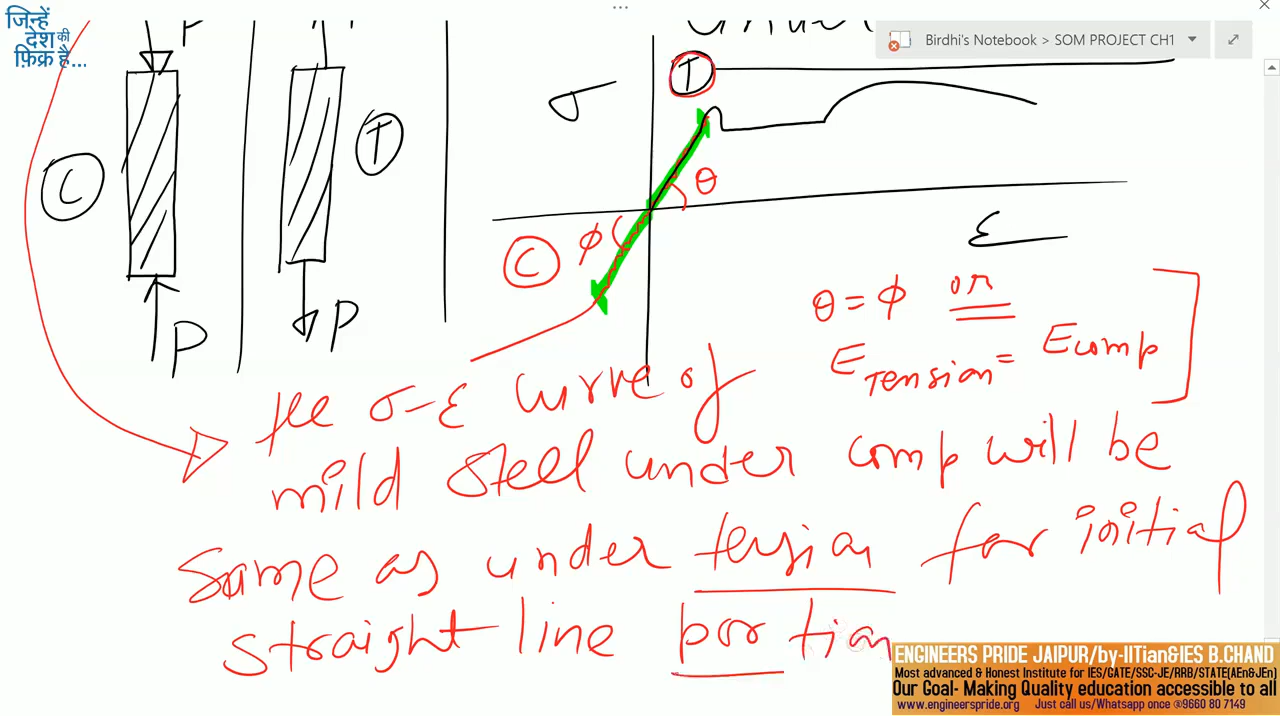 जिन्हें
देश की
फ़िक्र है...
Birdhi's Notebook > SOM PROJECT CH1
P
C
P
T
P
σ
T
θ
C
φ
ε
θ = φ or
E Tension = E comp
the σ-ε curve of
mild steel under comp will be
same as under tension for initial
straight line portion
ENGINEERS PRIDE JAIPUR/by-IITian&IES B.CHAND
Most advanced & Honest Institute for IES/GATE/SSC-JE/RRB/STATE(AEn&JEn)
Our Goal- Making Quality education accessible to all
www.engineerspride.org Just call us/Whatsapp once @9660 80 7149